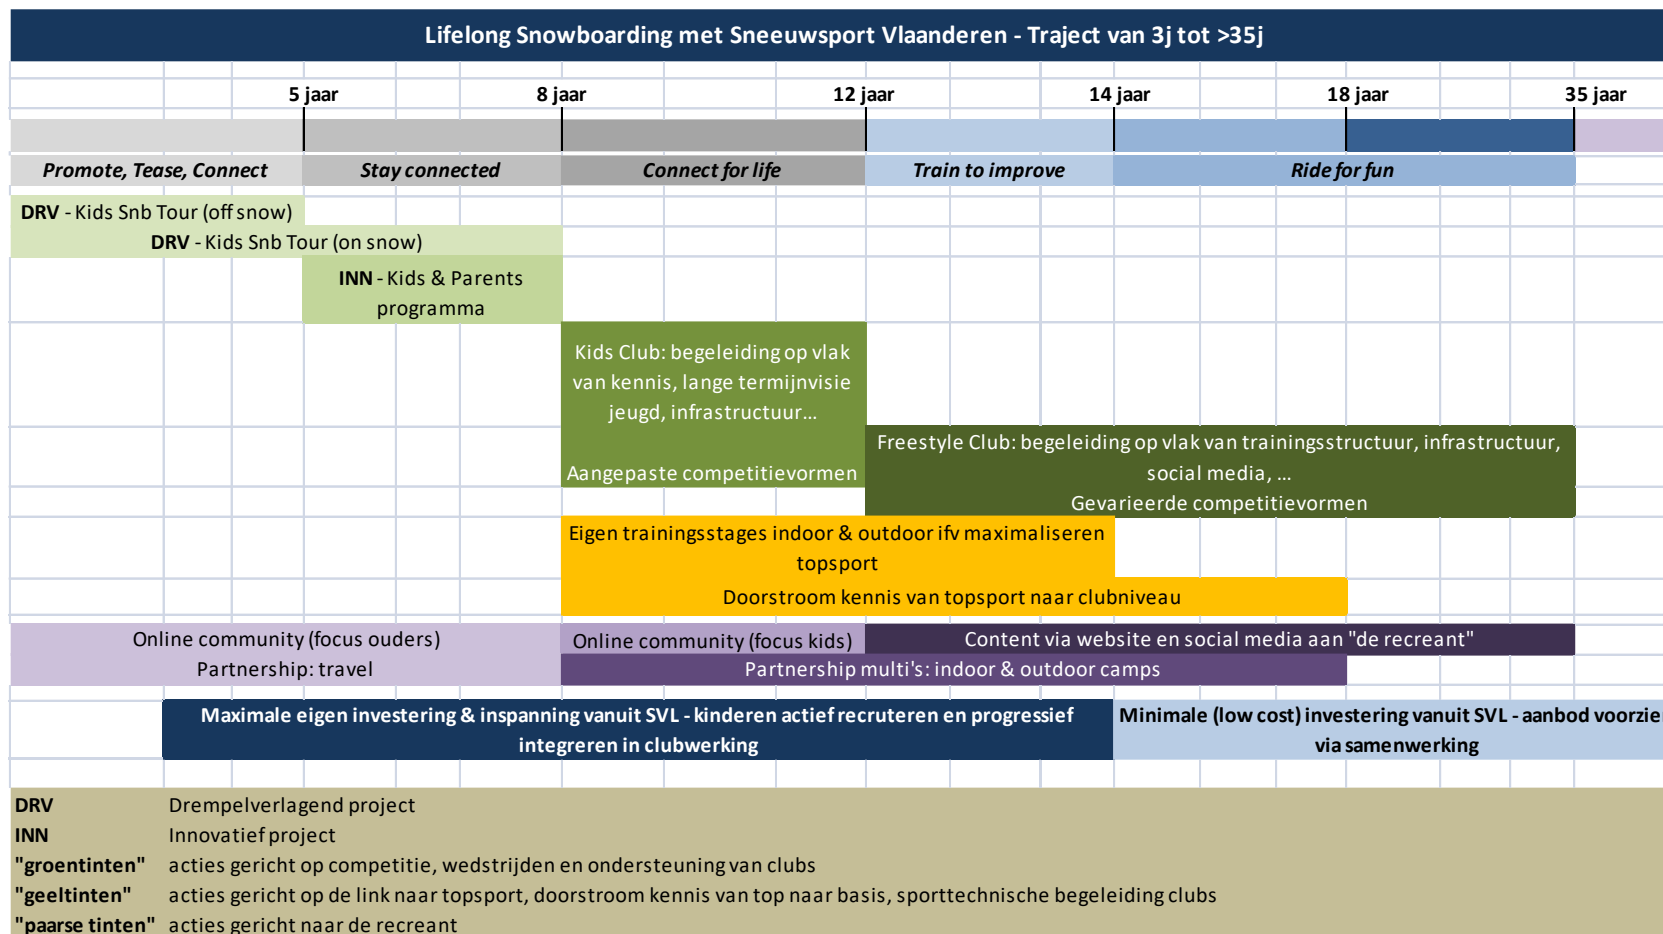 Lifelong Snowboarding met Sneeuwsport Vlaanderen - Traject van 3j tot >35j
5 jaar 8 jaar 12 jaar 14 jaar 18 jaar 35 jaar
Promote, Tease, Connect Stay connected Connect for life Train to improve Ride for fun
DRV - Kids Snb Tour (off snow)
DRV - Kids Snb Tour (on snow)
INN - Kids & Parents
programma
Kids Club: begeleiding op vlak
van kennis, lange termijnvisie
jeugd, infrastructuur...
Aangepaste competitievormen
Freestyle Club: begeleiding op vlak van trainingsstructuur, infrastructuur,
social media, ...
Gevarieerde competitievormen
Eigen trainingsstages indoor & outdoor ifv maximaliseren
topsport
Doorstroom kennis van topsport naar clubniveau
Online community (focus ouders)
Partnership: travel
Online community (focus kids)
Content via website en social media aan "de recreant"
Partnership multi's: indoor & outdoor camps
Maximale eigen investering & inspanning vanuit SVL - kinderen actief recruteren en progressief
integreren in clubwerking
Minimale (low cost) investering vanuit SVL - aanbod voorzie
via samenwerking
DRV Drempelverlagend project
INN Innovatief project
"groentinten" acties gericht op competitie, wedstrijden en ondersteuning van clubs
"geeltinten" acties gericht op de link naar topsport, doorstroom kennis van top naar basis, sporttechnische begeleiding clubs
"paarse tinten" acties gericht naar de recreant